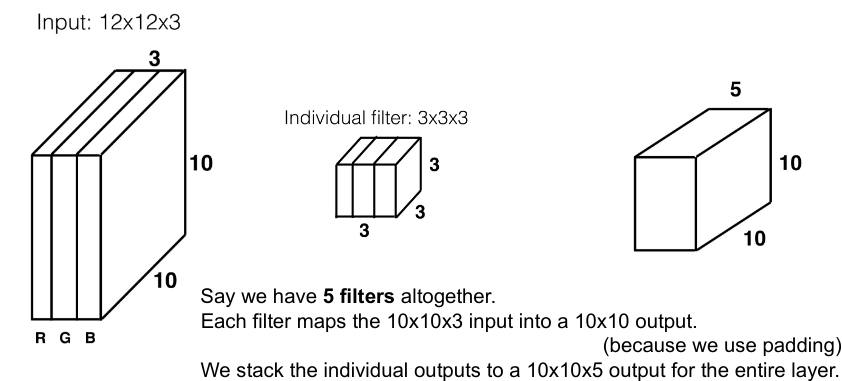 Input: 12x12x3
3
10
10
R G B
Individual filter: 3x3x3
3
3
3
5
10
10
Say we have 5 filters altogether.
Each filter maps the 10x10x3 input into a 10x10 output.
(because we use padding)
We stack the individual outputs to a 10x10x5 output for the entire layer.